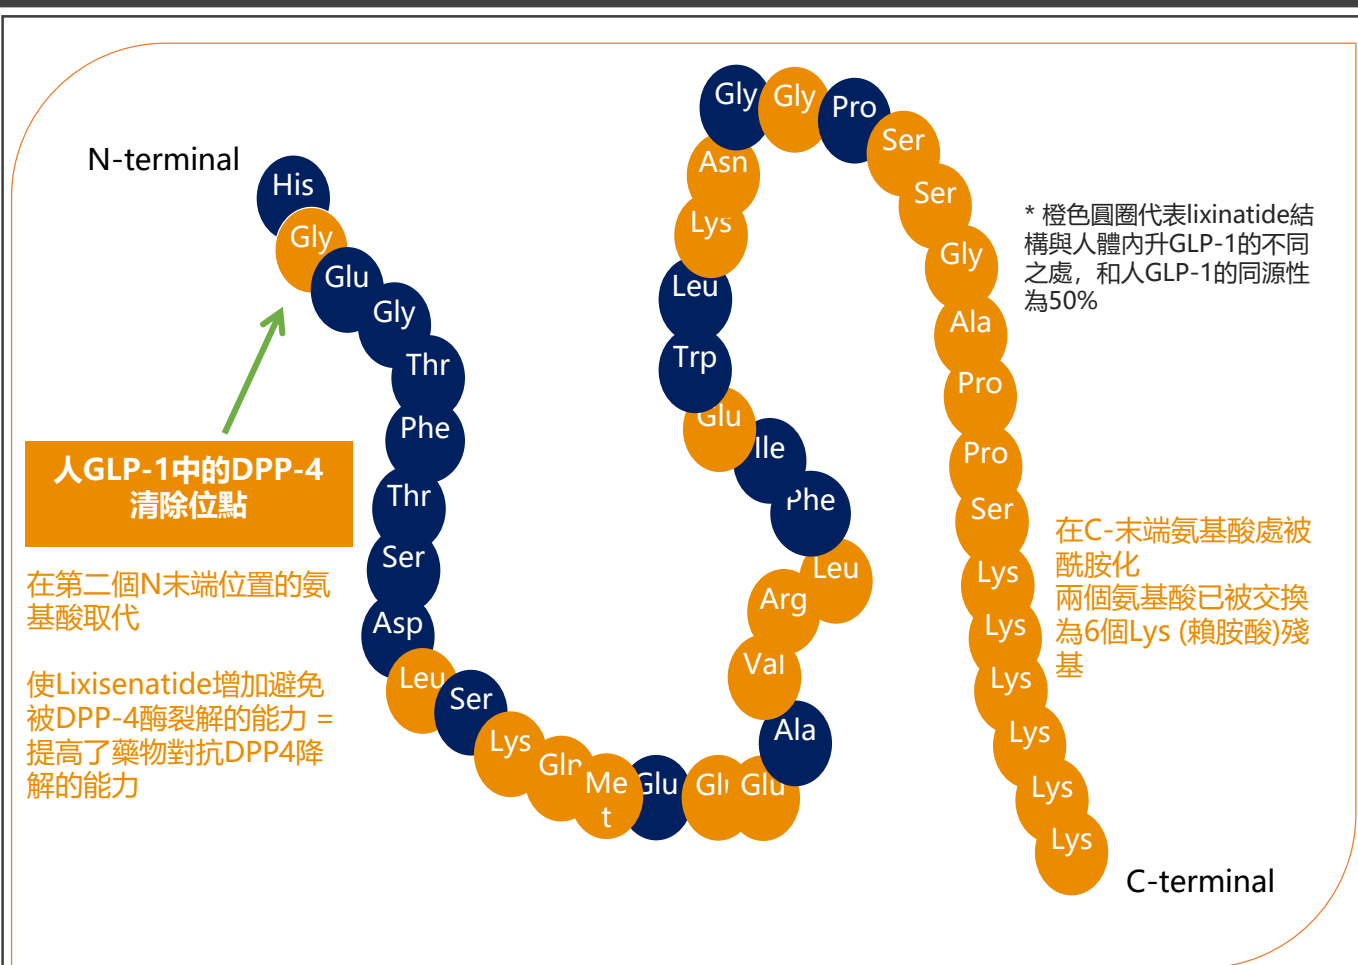 N-terminal
His
Gly
Glu
Gly
Thr
Phe
Thr
Ser
Asp
Leu
Ser
Lys
Gln
Me
t
Glu
Glu
Glu
Ala
Val
Arg
Leu
Phe
Ile
Glu
Trp
Leu
Lys
Asn
Gly
Gly
Pro
Ser
Ser
Gly
Ala
Pro
Pro
Ser
Lys
Lys
Lys
Lys
Lys
Lys
C-terminal
人GLP-1中的DPP-4
清除位點
在第二個N末端位置的氨
基酸取代
使Lixisenatide增加避免
被DPP-4酶裂解的能力 =
提高了藥物對抗DPP4降
解的能力
* 橙色圓圈代表lixinatide結
構與人體內升GLP-1的不同
之處，和人GLP-1的同源性
為50%
在C-末端氨基酸處被
酰胺化
兩個氨基酸已被交換
為6個Lys (賴胺酸)殘
基